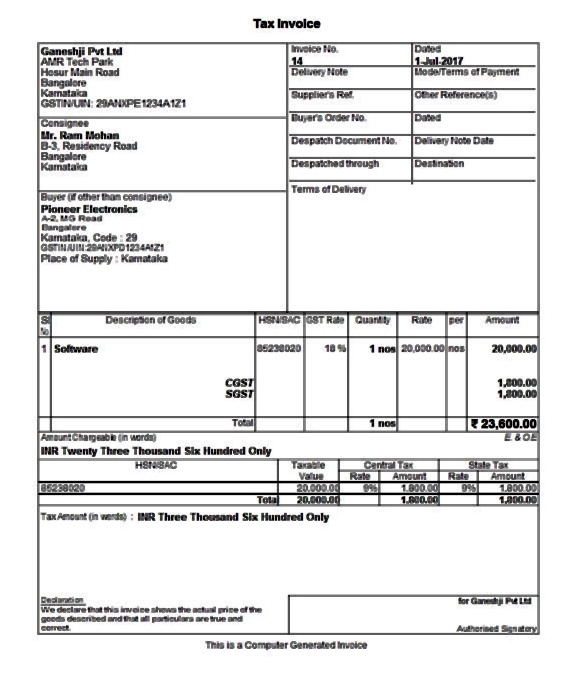 Tax Invoice
Ganeshji Pvt Ltd
AMR Tech Park
Hosur Main Road
Bangalore
Karnataka
GSTIN/UIN: 29ANXPE1234A1Z1
Invoice No.
14
Dated
1-Jul-2017
Delivery Note
Mode/Terms of Payment
Supplier's Ref.
Other Reference(s)
Consignee
Mr. Ram Mohan
B-3, Residency Road
Bangalore
Karnataka
Buyer's Order No.
Dated
Despatch Document No.
Delivery Note Date
Despatched through
Destination
Terms of Delivery
Buyer (if other than consignee)
Pioneer Electronics
A-2, MG Road
Bangalore
Karnataka, Code : 29
GSTIN/UIN:29ANXPD1234A1Z1
Place of Supply : Karnataka
Sl No Description of Goods HSN/SAC GST Rate Quantity Rate per Amount
1 Software 85238020 18 % 1 nos 20,000.00 nos 20,000.00
CGST 1,800.00
SGST 1,800.00
Total 1 nos ₹ 23,600.00
Amount Chargeable (in words) E. & O.E
INR Twenty Three Thousand Six Hundred Only
HSN/SAC Taxable Value Central Tax State Tax
Rate Amount Rate Amount
85238020 20,000.00 9% 1,800.00 9% 1,800.00
Total 20,000.00 1,800.00 1,800.00
Tax Amount (in words) : INR Three Thousand Six Hundred Only
Declaration
We declare that this invoice shows the actual price of the
goods described and that all particulars are true and
correct.
for Ganeshji Pvt Ltd
Authorised Signatory
This is a Computer Generated Invoice